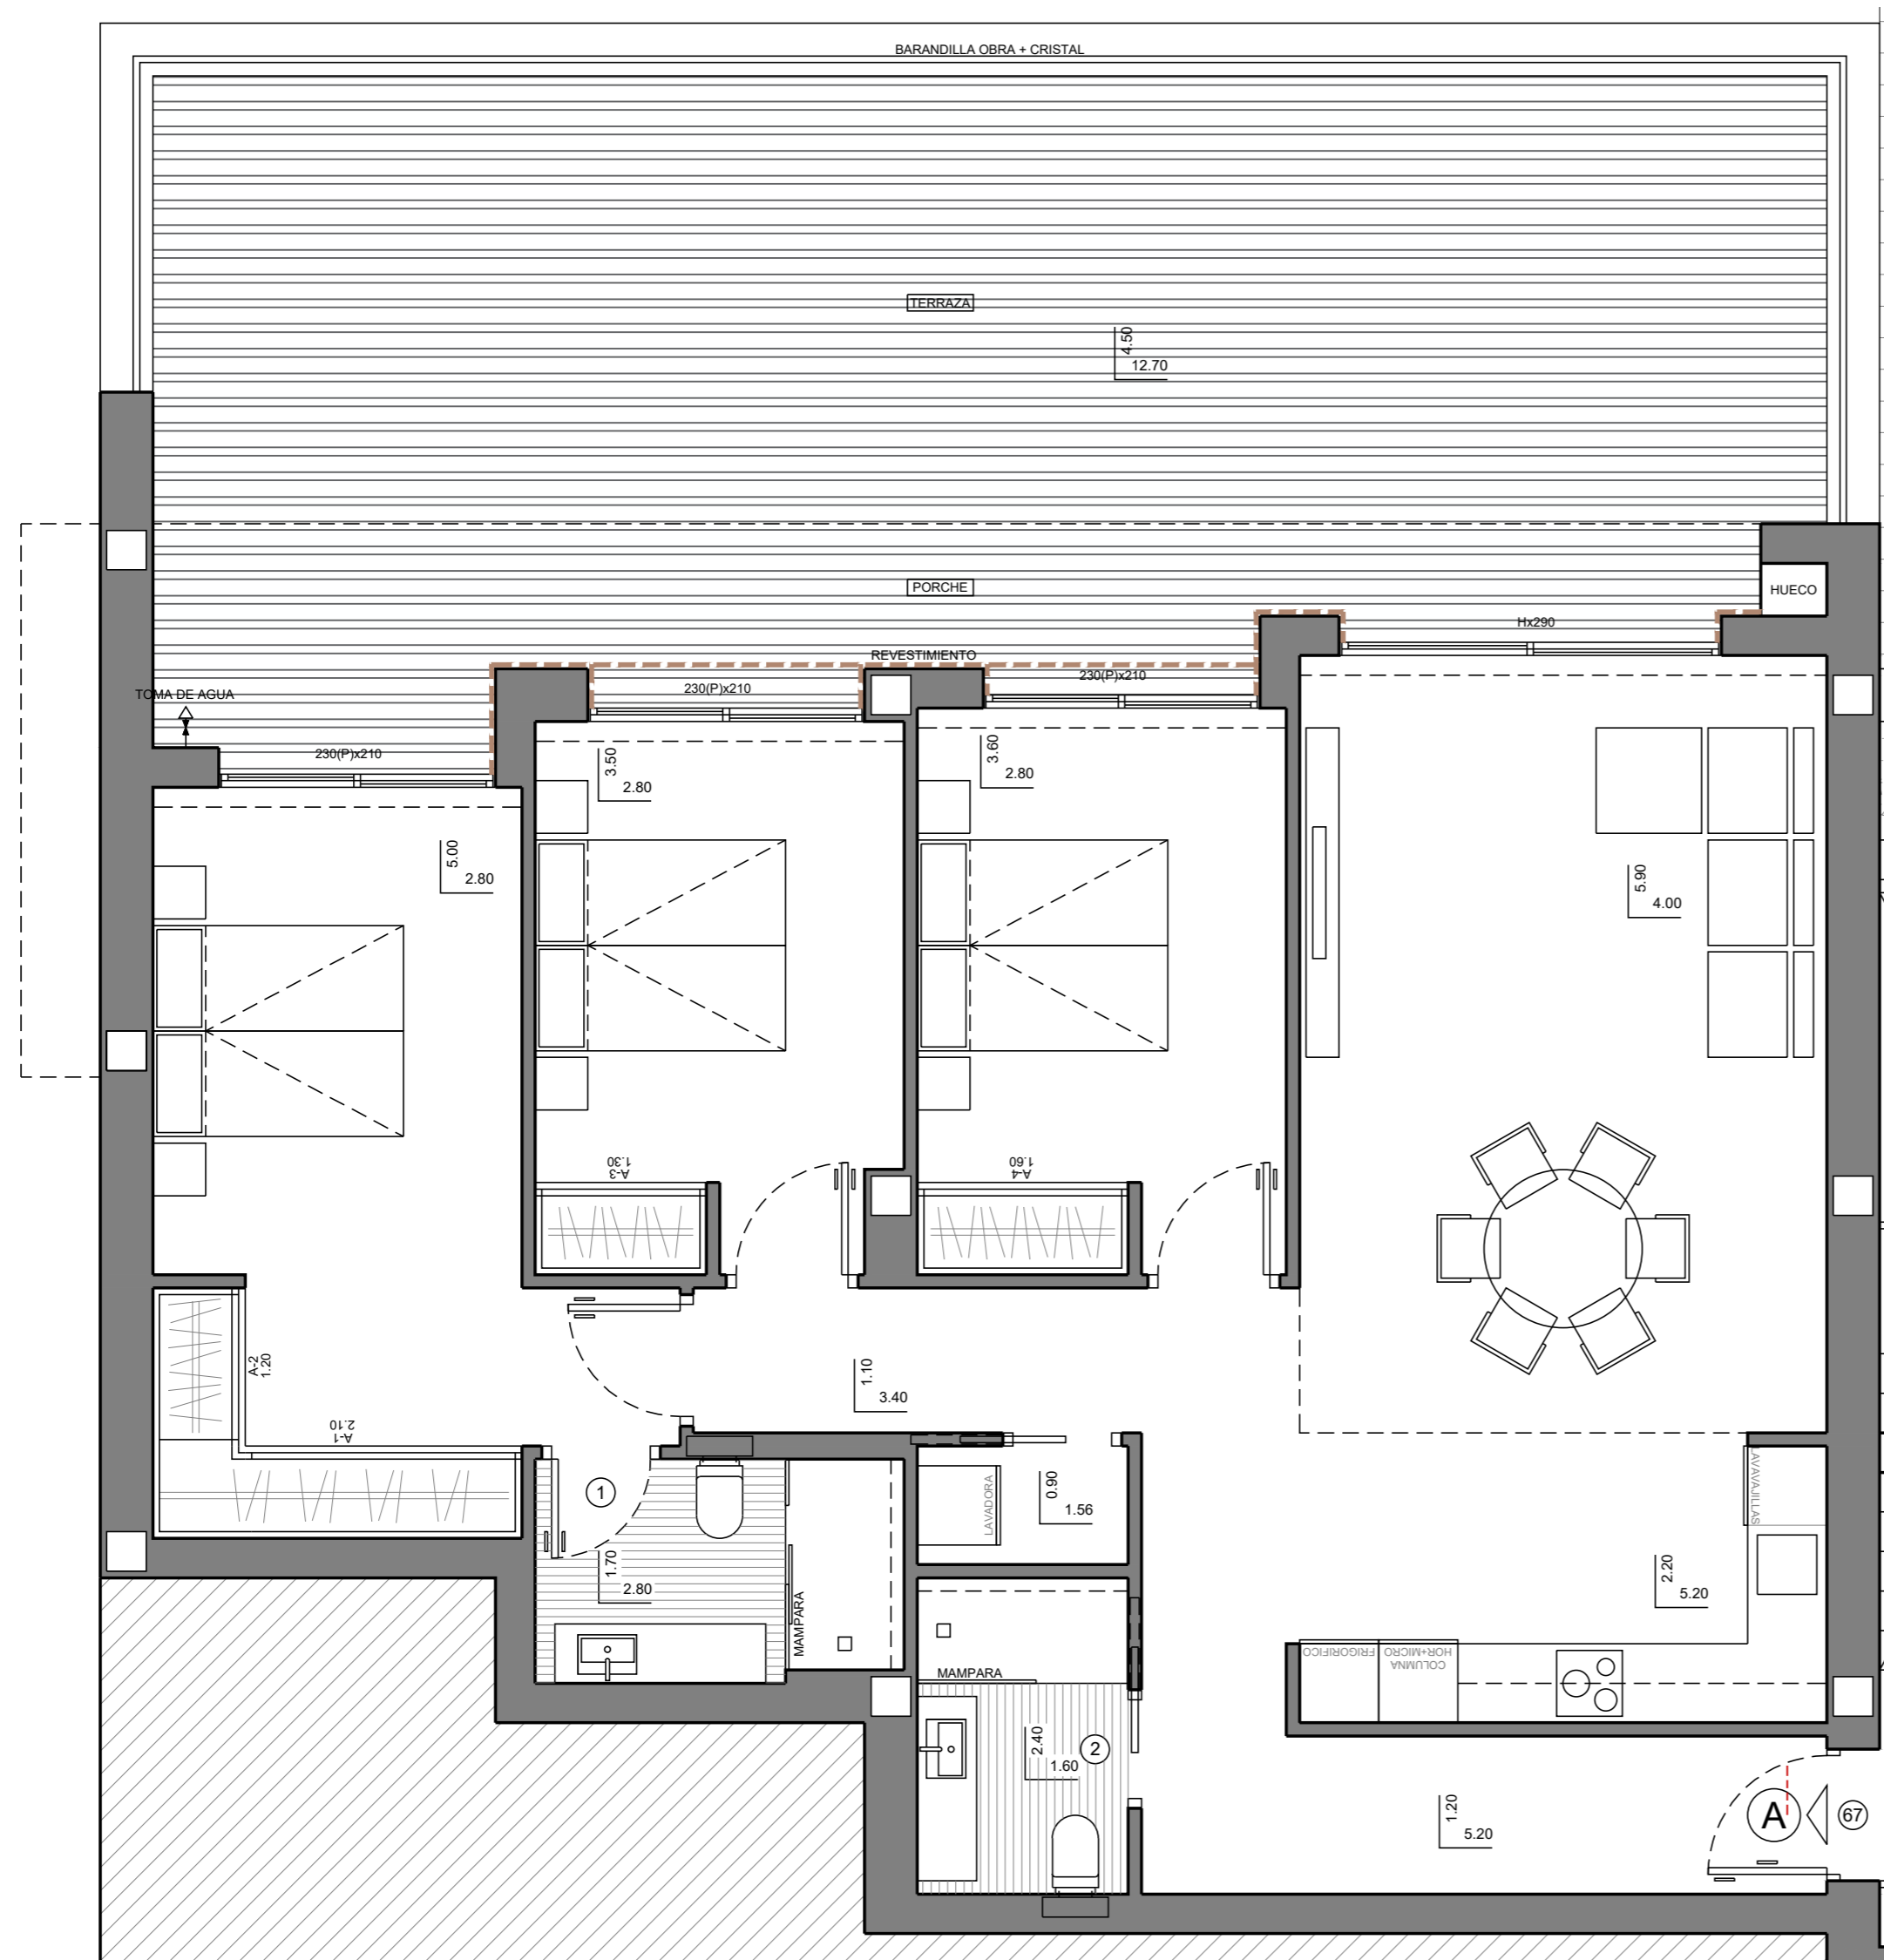 BARANDILLA OBRA + CRISTAL
TERRAZA
4.50
12.70
PORCHE
HUECO
Hx290
REVESTIMIENTO
230(P)x210
230(P)x210
TOMA DE AGUA
230(P)x210
3.50
2.80
3.60
2.80
5.00
2.80
5.90
4.00
A-3
1.30
A-4
1.60
A-2
1.20
A-1
2.10
1.10
3.40
1
LAVADORA
0.90
1.56
LAVAVAJILLAS
1.70
2.80
MAMPARA
2.20
5.20
FRIGORIFICO
COLUMNA
HOR+MICRO
MAMPARA
2.40
1.60
2
1.20
5.20
A
67